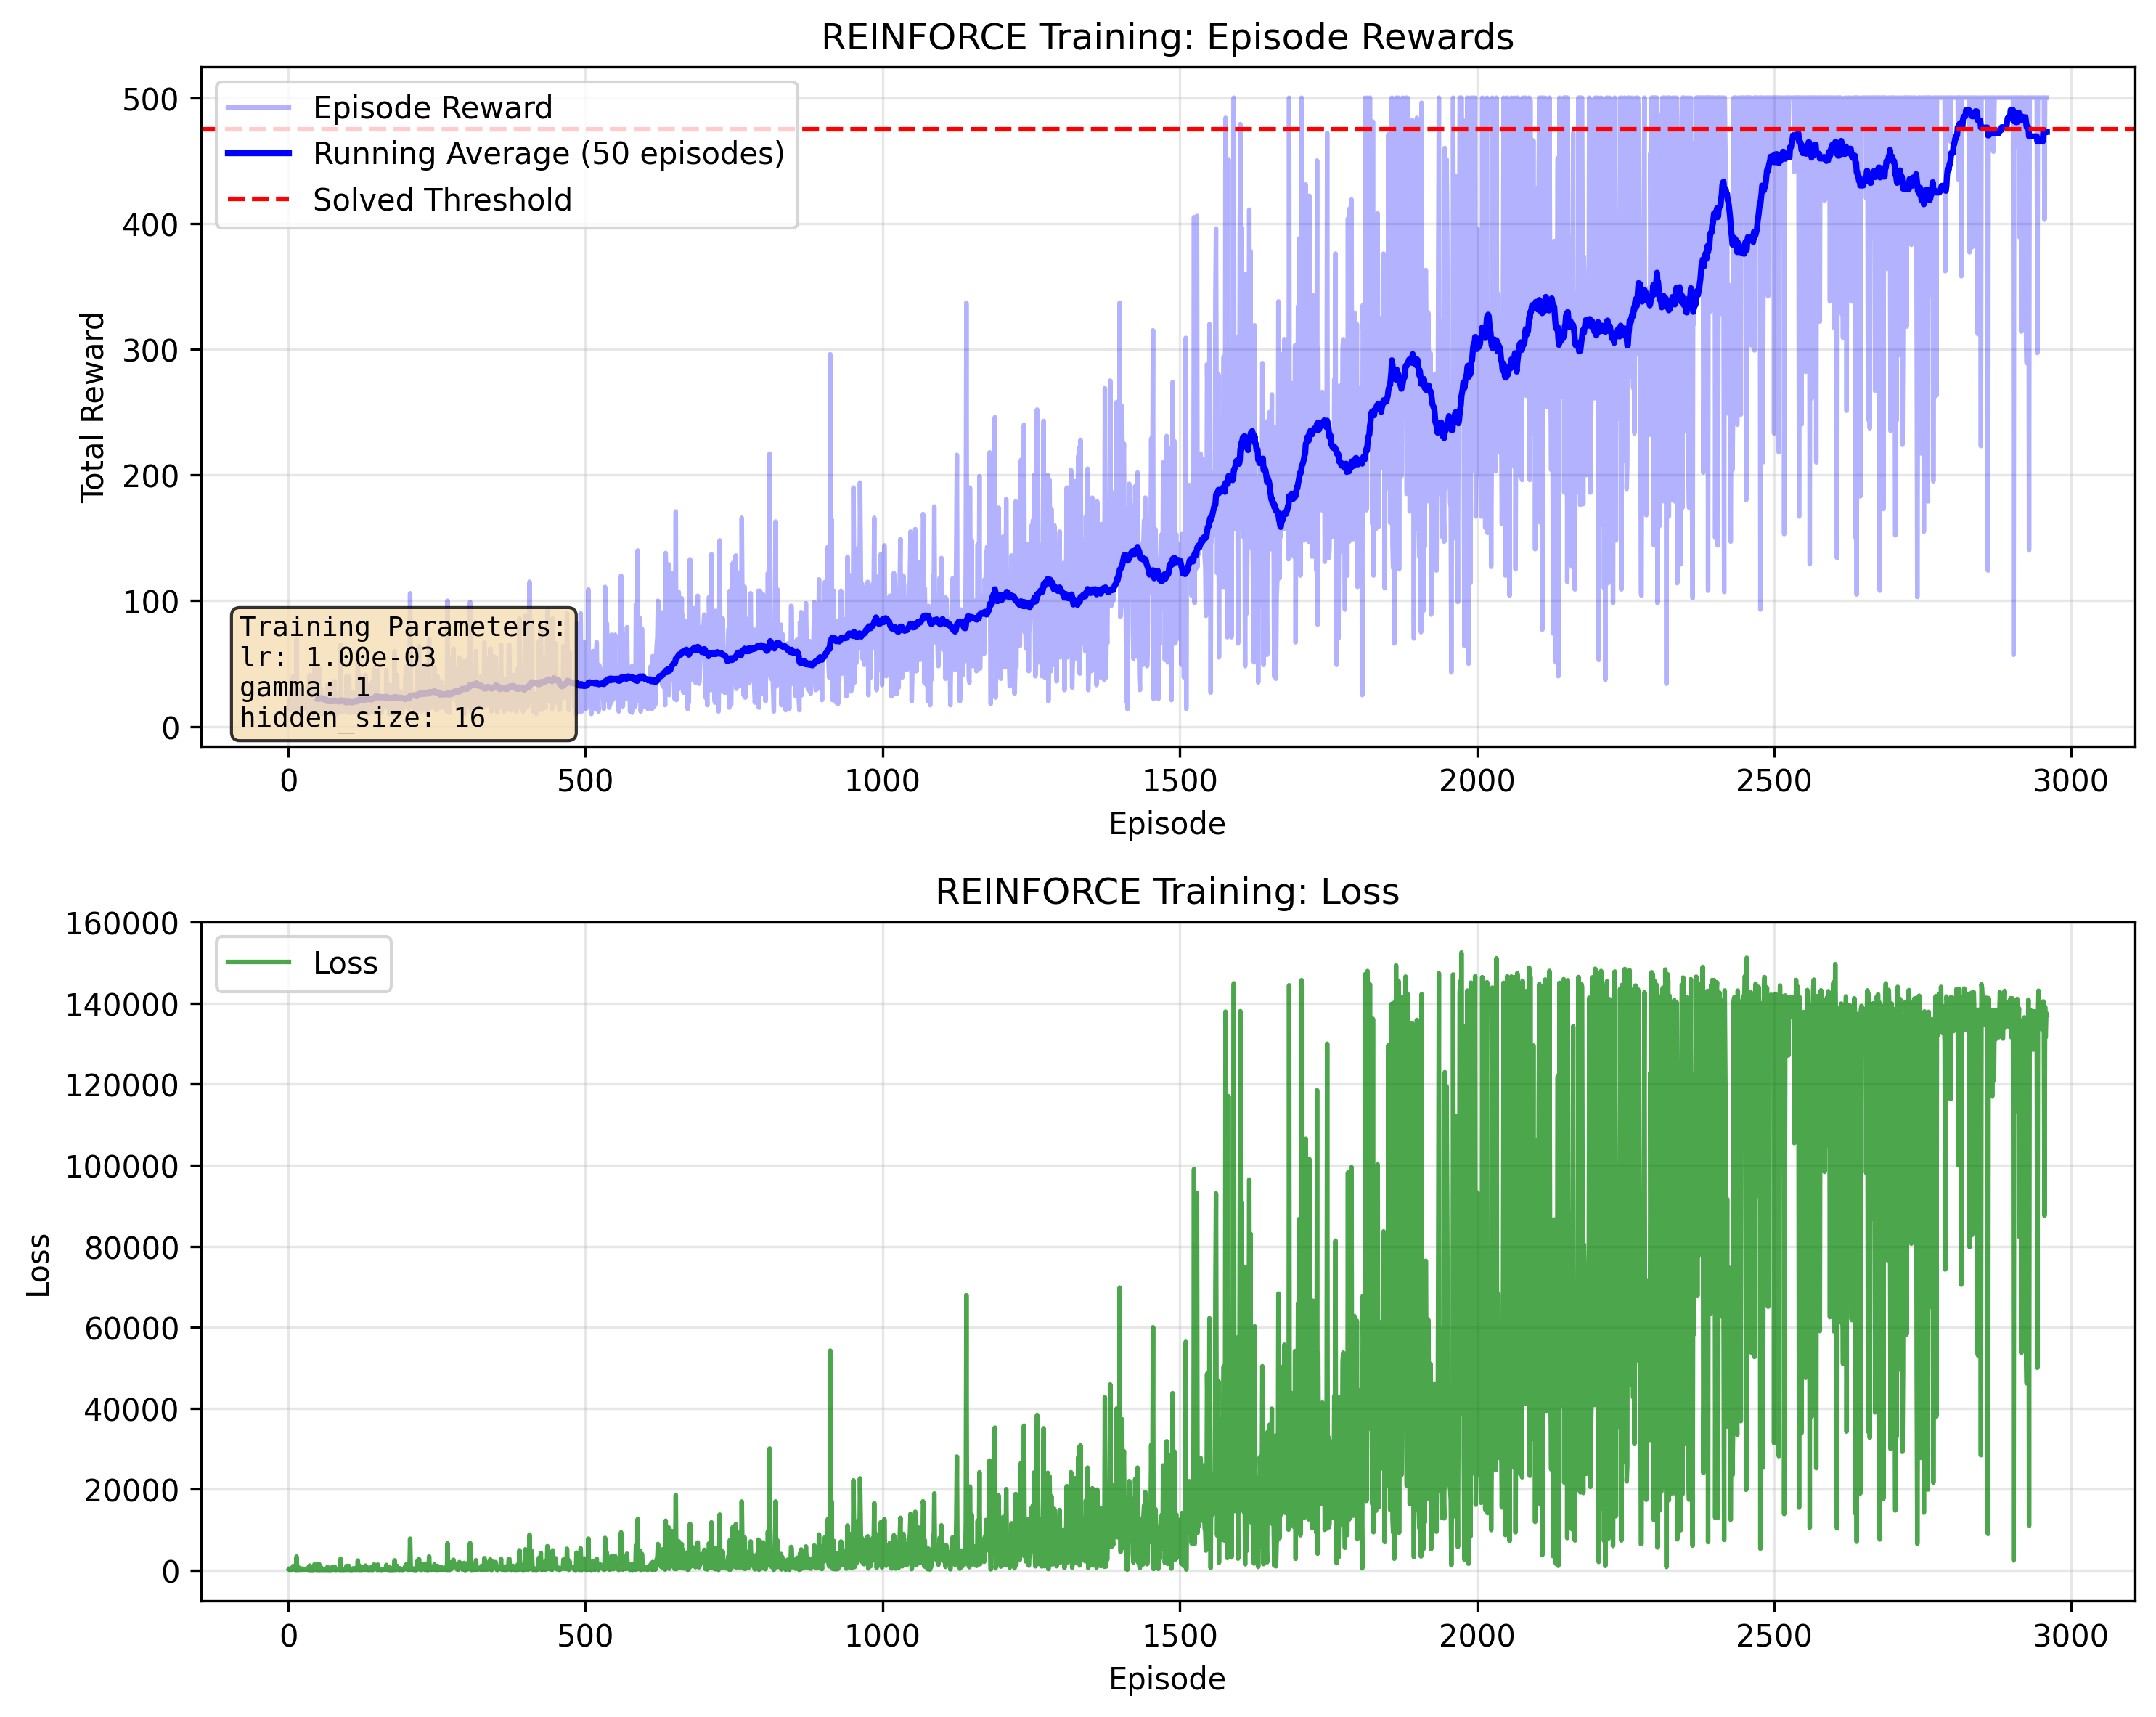 REINFORCE Training: Episode Rewards
Total Reward
500
400
300
200
100
0
Episode Reward
Running Average (50 episodes)
Solved Threshold
Training Parameters:
lr: 1.00e-03
gamma: 1
hidden_size: 16
0 500 1000 1500 2000 2500 3000
Episode
REINFORCE Training: Loss
Loss
160000
140000
120000
100000
80000
60000
40000
20000
0
Loss
0 500 1000 1500 2000 2500 3000
Episode